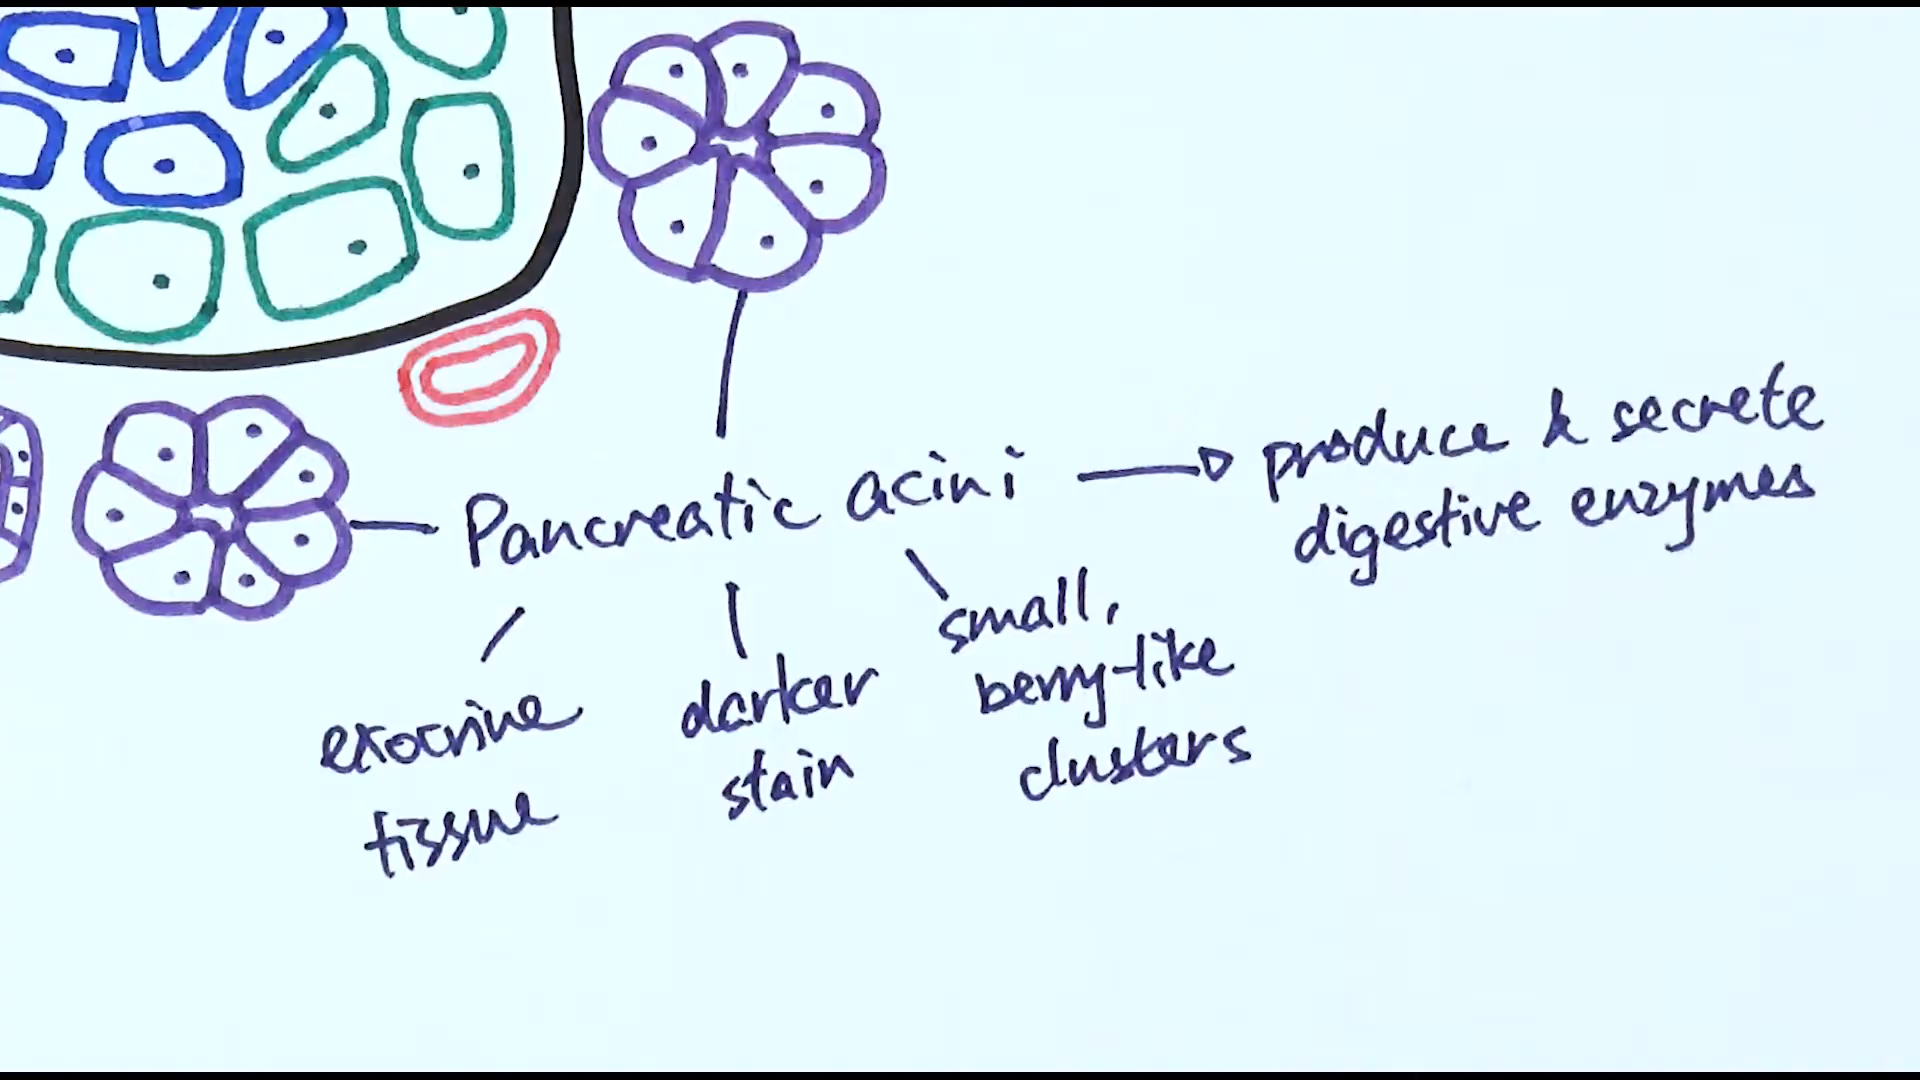 Pancreatic acini
produce & secrete
digestive enzymes
exocrine
tissue
darker
stain
small,
berry-like
clusters